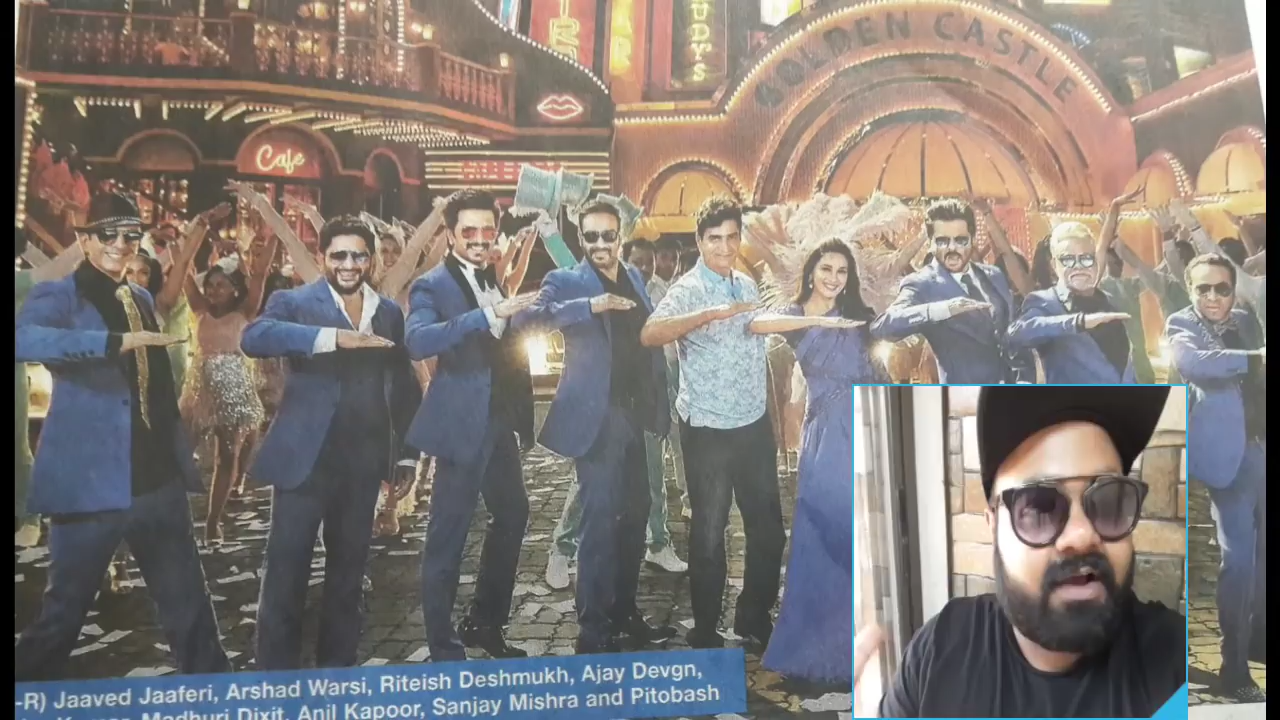 GOLDEN CASTLE
Cafe
-R) Jaaved Jaaferi, Arshad Warsi, Riteish Deshmukh, Ajay Devgn,
Kumar, Madhuri Dixit, Anil Kapoor, Sanjay Mishra and Pitobash